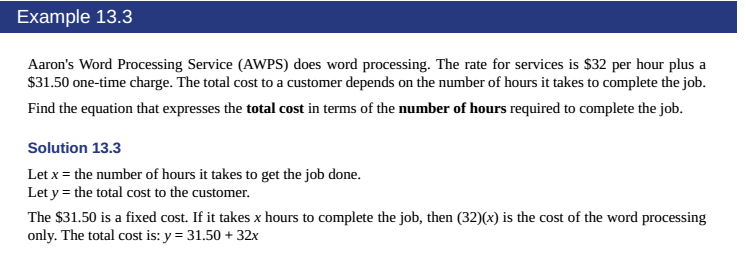 Example 13.3
Aaron's Word Processing Service (AWPS) does word processing. The rate for services is $32 per hour plus a
$31.50 one-time charge. The total cost to a customer depends on the number of hours it takes to complete the job.
Find the equation that expresses the total cost in terms of the number of hours required to complete the job.
Solution 13.3
Let x = the number of hours it takes to get the job done.
Let y = the total cost to the customer.
The $31.50 is a fixed cost. If it takes x hours to complete the job, then (32)(x) is the cost of the word processing
only. The total cost is: y = 31.50 + 32x